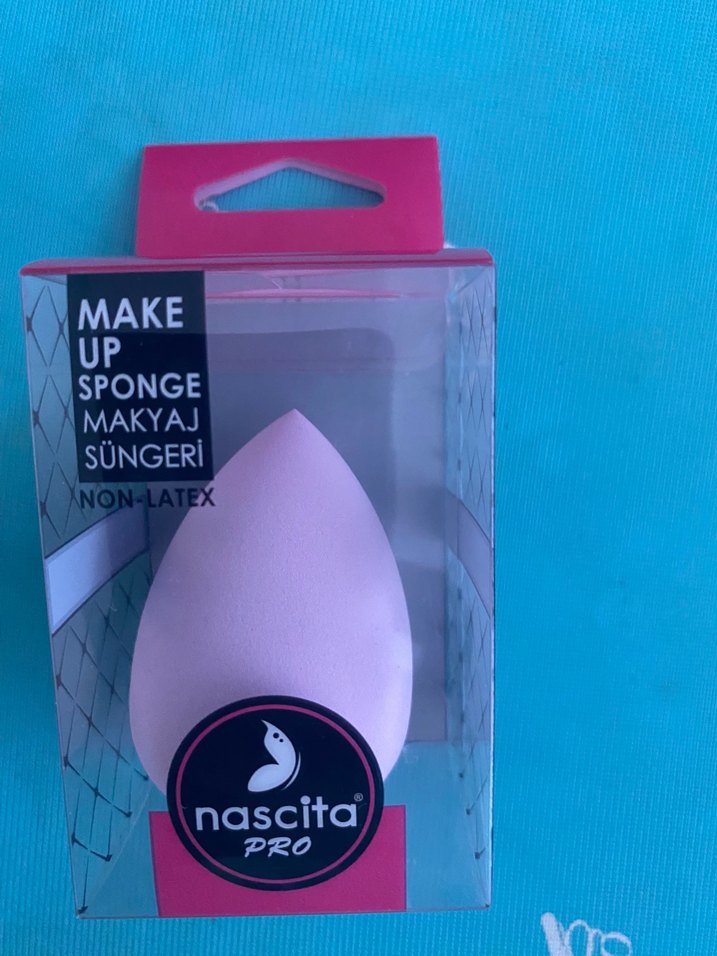 MAKE
UP
SPONGE
MAKYAJ
SÜNGERİ
NON-LATEX
nascita®
PRO